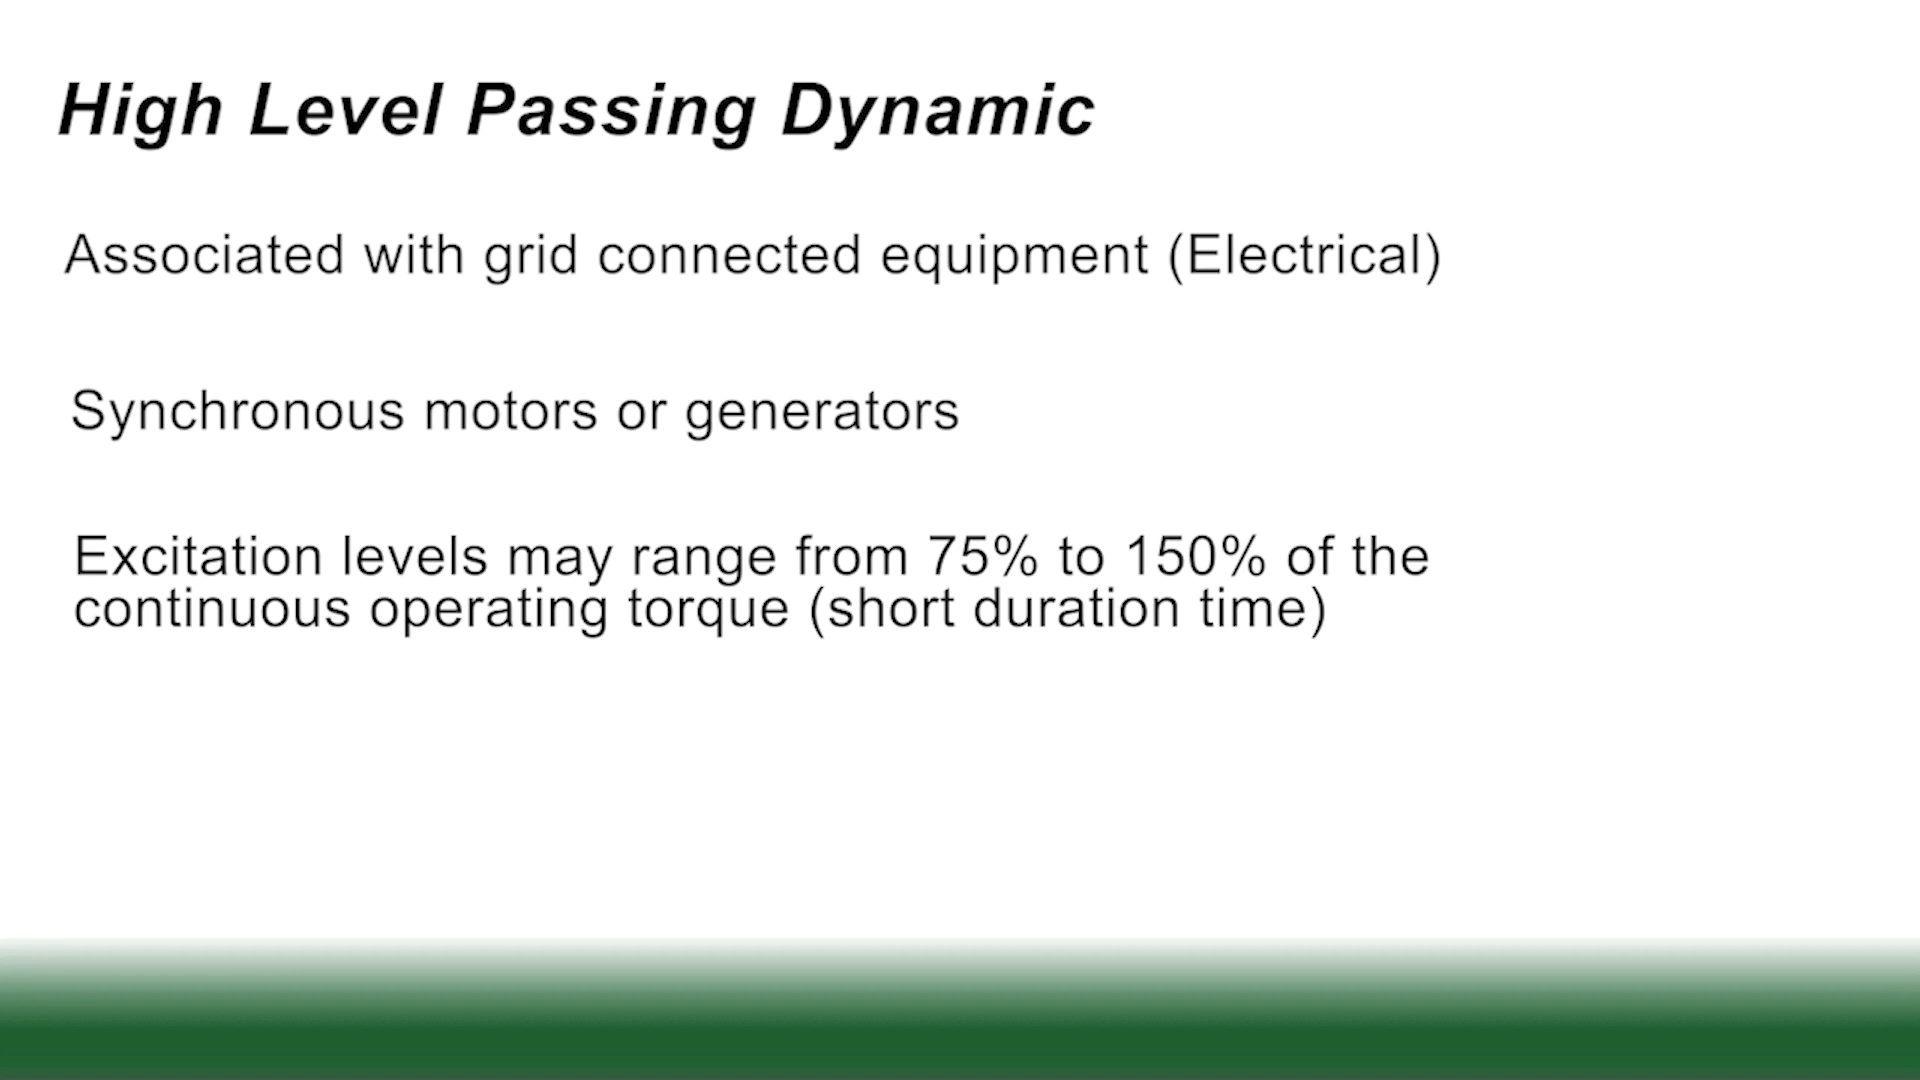 High Level Passing Dynamic
Associated with grid connected equipment (Electrical)
Synchronous motors or generators
Excitation levels may range from 75% to 150% of the
continuous operating torque (short duration time)